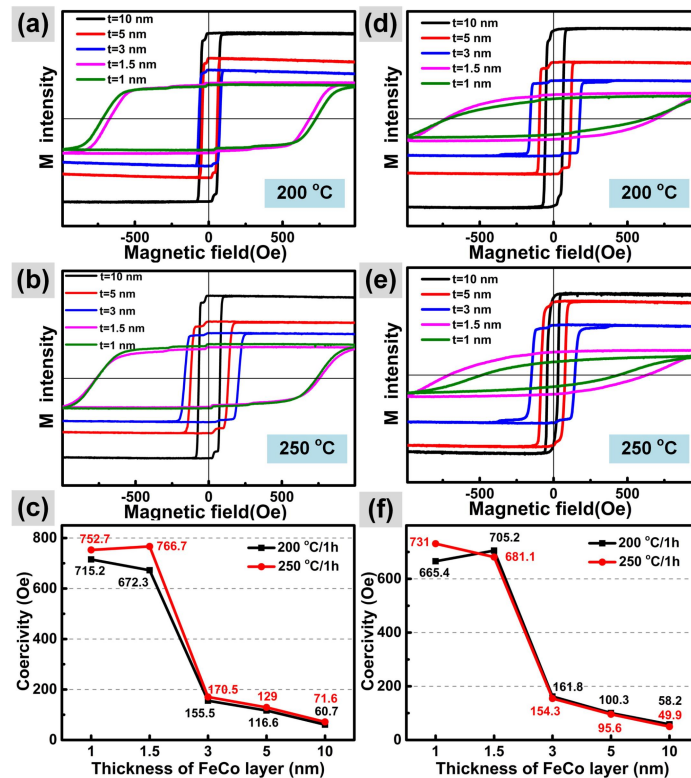 (a)
t=10 nm
t=5 nm
t=3 nm
t=1.5 nm
t=1 nm
M intensity
200 °C
-500
0
500
Magnetic field(Oe)
(d)
t=10 nm
t=5 nm
t=3 nm
t=1.5 nm
t=1 nm
M intensity
200 °C
-500
0
500
Magnetic field(Oe)
(b)
t=10 nm
t=5 nm
t=3 nm
t=1.5 nm
t=1 nm
M intensity
250 °C
-500
0
500
Magnetic field(Oe)
(e)
t=10 nm
t=5 nm
t=3 nm
t=1.5 nm
t=1 nm
M intensity
250 °C
-500
0
500
Magnetic field(Oe)
(c)
800
600
400
200
0
Coercivity (Oe)
752.7
766.7
715.2
672.3
200 °C/1h
250 °C/1h
170.5
129
71.6
155.5
116.6
60.7
1
1.5
3
5
10
Thickness of FeCo layer (nm)
(f)
800
600
400
200
0
Coercivity (Oe)
731
705.2
665.4
681.1
200 °C/1h
250 °C/1h
161.8
100.3
58.2
154.3
95.6
49.9
1
1.5
3
5
10
Thickness of FeCo layer (nm)